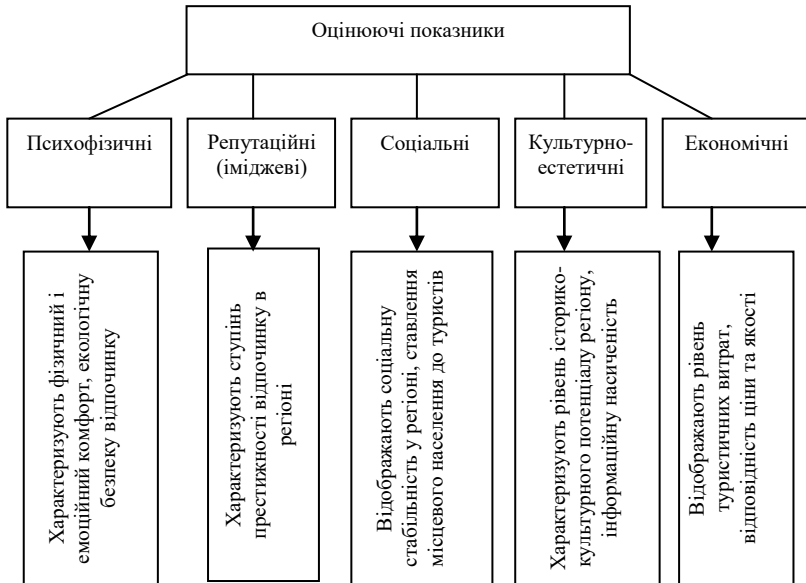 Оцінюючі показники
Психофізичні
Репутаційні
(іміджеві)
Соціальні
Культурно-
естетичні
Економічні
Характеризують фізичний і
емоційний комфорт, екологічну
безпеку відпочинку
Характеризують ступінь
престижності відпочинку в
регіоні
Відображають соціальну
стабільність у регіоні, ставлення
місцевого населення до туристів
Характеризують рівень історико-
культурного потенціалу регіону,
інформаційну насиченість
Відображають рівень
туристичних витрат,
відповідність ціни та якості